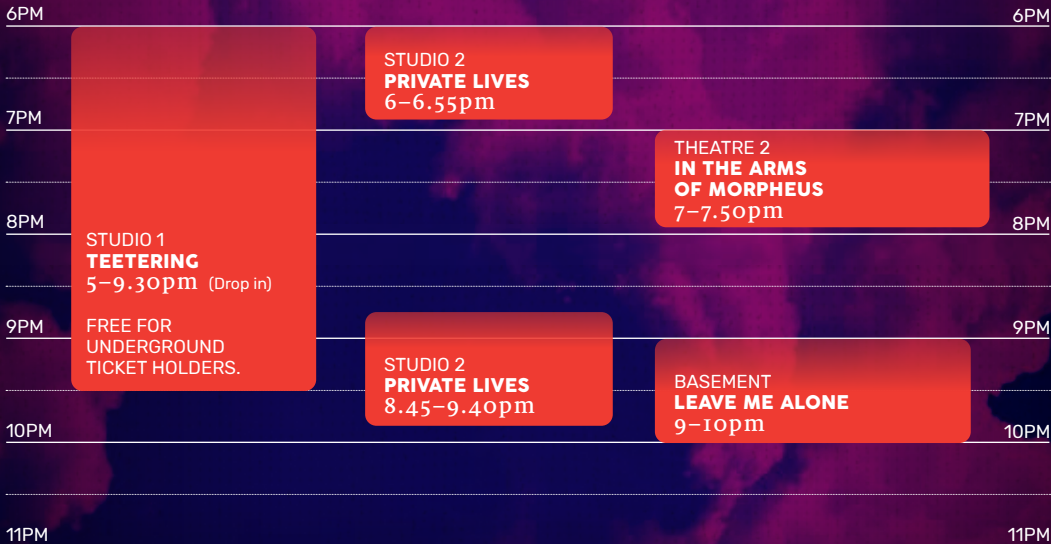 6PM
6PM
STUDIO 2
PRIVATE LIVES
6–6.55pm
7PM
7PM
THEATRE 2
IN THE ARMS
OF MORPHEUS
7–7.50pm
8PM
8PM
STUDIO 1
TEETERING
5–9.30pm (Drop in)
FREE FOR
UNDERGROUND
TICKET HOLDERS.
9PM
9PM
STUDIO 2
PRIVATE LIVES
8.45–9.40pm
BASEMENT
LEAVE ME ALONE
9–10pm
10PM
10PM
11PM
11PM